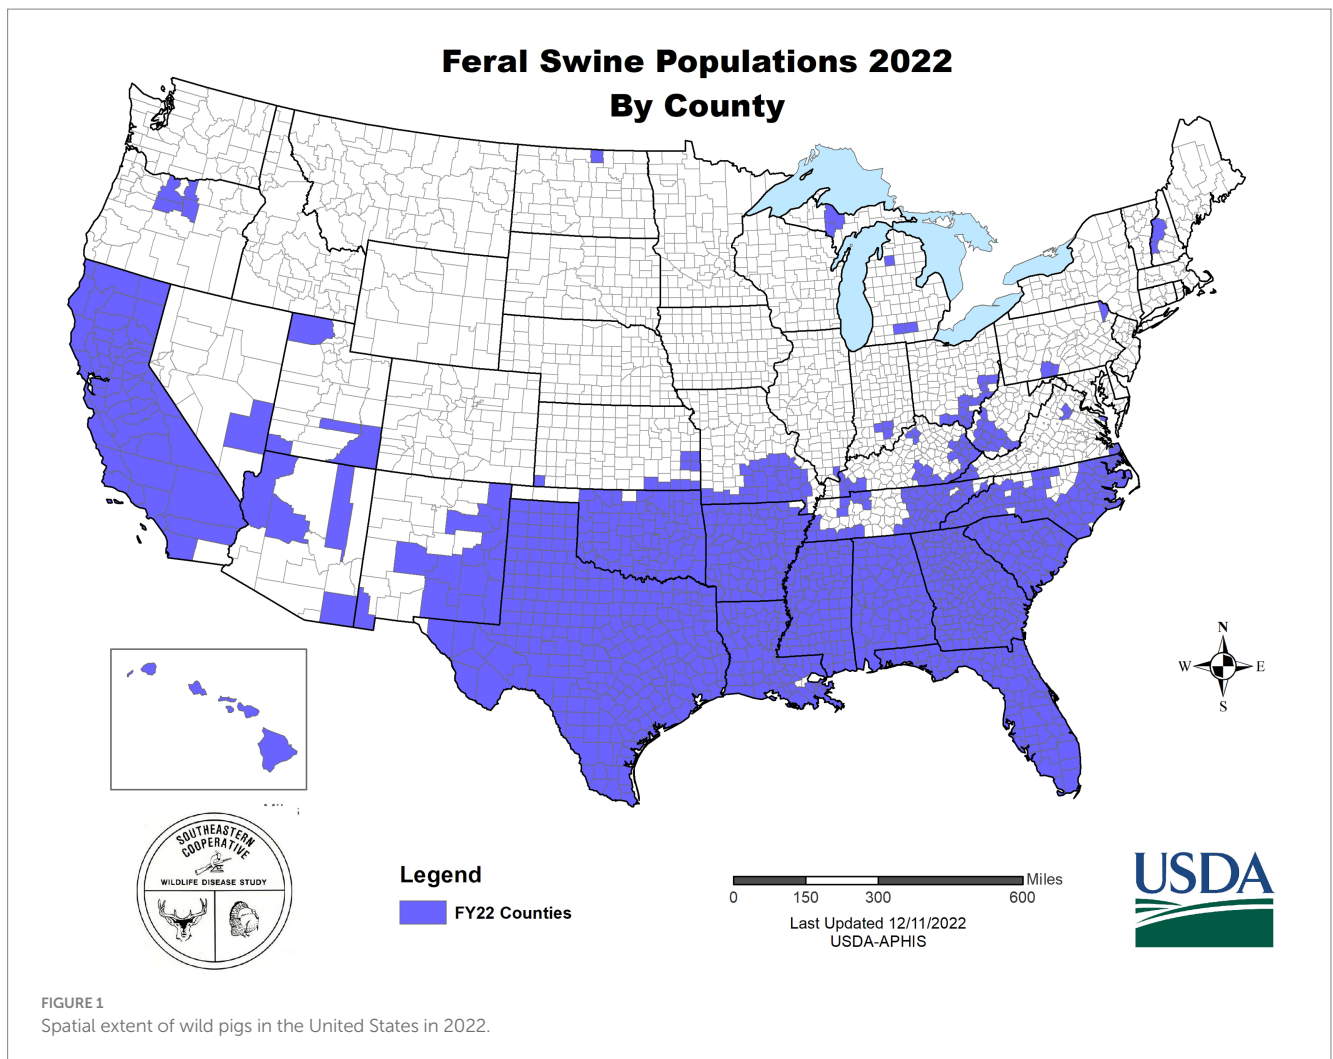 Feral Swine Populations 2022
By County
N
W
E
S
SOUTHEASTERN
COOPERATIVE
WILDLIFE DISEASE STUDY
Legend
FY22 Counties
Miles
0 150 300 600
Last Updated 12/11/2022
USDA-APHIS
USDA
FIGURE 1
Spatial extent of wild pigs in the United States in 2022.